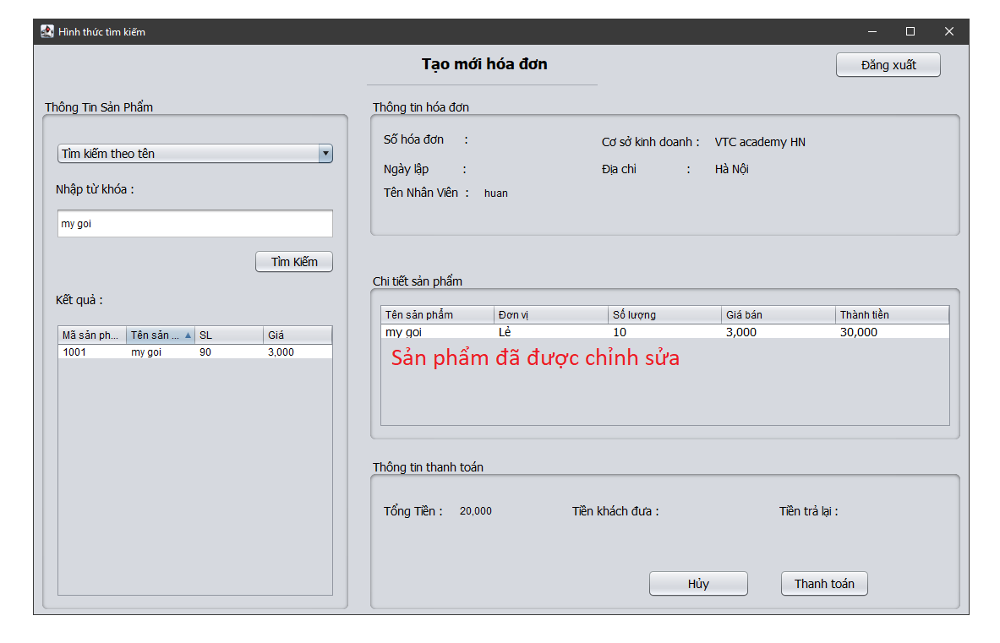 Hình thức tìm kiếm
Tạo mới hóa đơn
Đăng xuất
Thông Tin Sản Phẩm
Tìm kiếm theo tên
Nhập từ khóa :
my goi
Tìm Kiếm
Kết quả :
Mã sản ph... Tên sản ... SL Giá
1001 my goi 90 3,000
Thông tin hóa đơn
Số hóa đơn : Cơ sở kinh doanh : VTC academy HN
Ngày lập : Địa chỉ : Hà Nội
Tên Nhân Viên : huan
Chi tiết sản phẩm
Tên sản phẩm Đơn vị Số lượng Giá bán Thành tiền
my goi Lẻ 10 3,000 30,000
Sản phẩm đã được chỉnh sửa
Thông tin thanh toán
Tổng Tiền : 20,000 Tiền khách đưa : Tiền trả lại :
Hủy Thanh toán